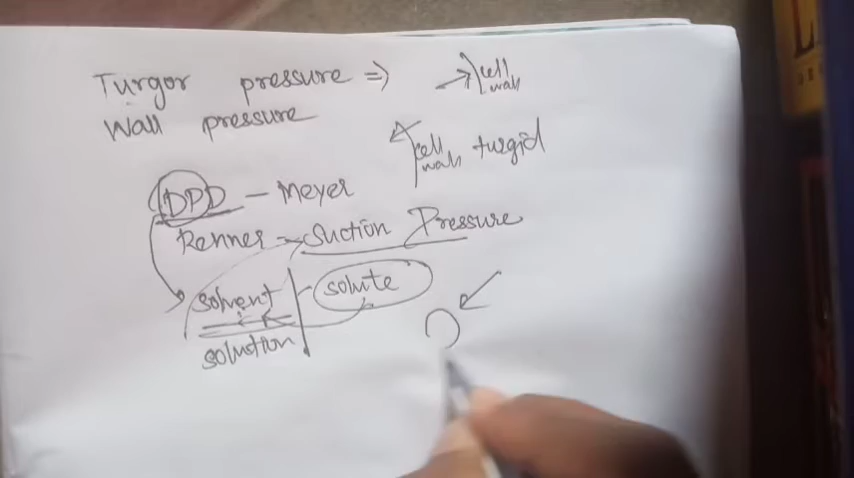 Turgor pressure => cell wall
Wall pressure
cell wall turgid
DPD - Meyer
Renner - suction Pressure
solvent solute
solution